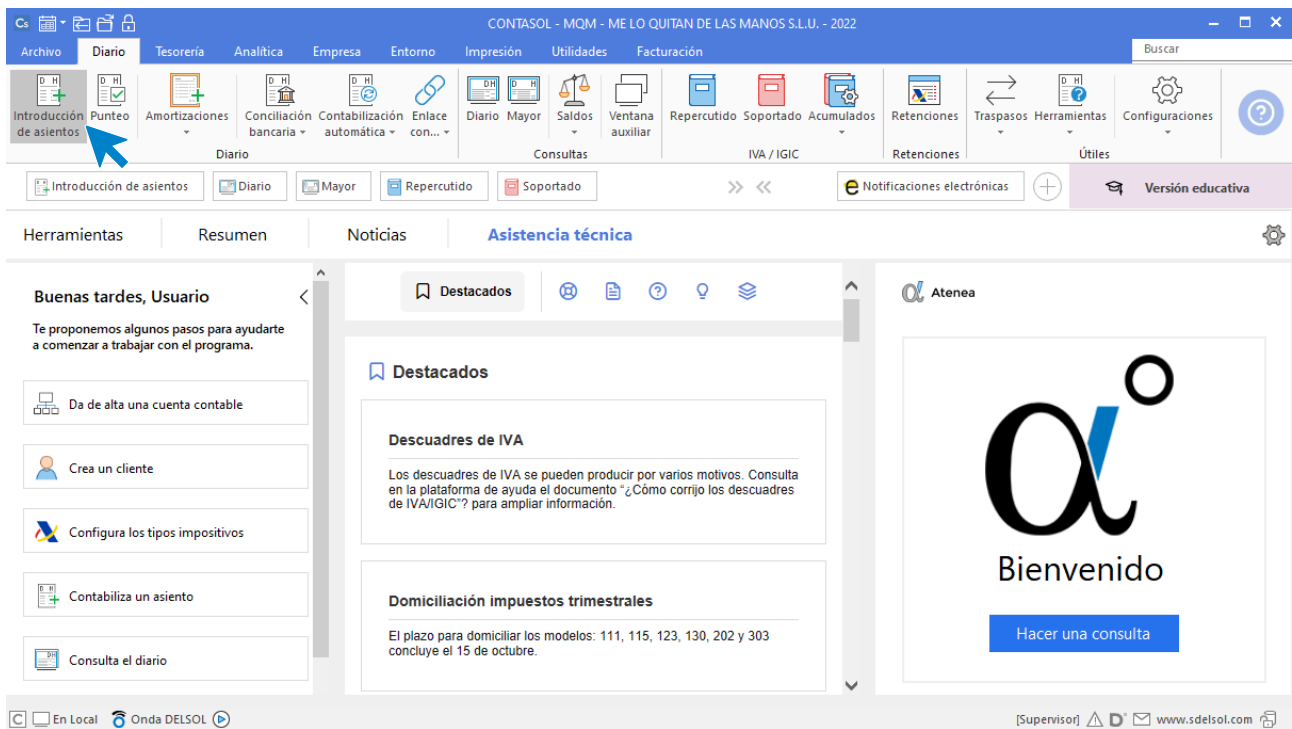 Cs
CONTASOL - MQM - ME LO QUITAN DE LAS MANOS S.L.U. - 2022
Archivo Diario Tesorería Analítica Empresa Entorno Impresión Utilidades Facturación Buscar
Introducción de asientos
Punteo
Amortizaciones
Conciliación bancaria
Contabilización automática
Enlace con...
Diario
Diario
Mayor
Saldos
Ventana auxiliar
Consultas
Repercutido
Soportado
Acumulados
IVA / IGIC
Retenciones
Retenciones
Traspasos
Herramientas
Configuraciones
Útiles
Introducción de asientos Diario Mayor Repercutido Soportado Notificaciones electrónicas Versión educativa
Herramientas Resumen Noticias Asistencia técnica
Buenas tardes, Usuario
Te proponemos algunos pasos para ayudarte
a comenzar a trabajar con el programa.
Da de alta una cuenta contable
Crea un cliente
Configura los tipos impositivos
Contabiliza un asiento
Consulta el diario
Destacados
Destacados
Descuadres de IVA
Los descuadres de IVA se pueden producir por varios motivos. Consulta
en la plataforma de ayuda el documento “¿Cómo corrijo los descuadres
de IVA/IGIC”? para ampliar información.
Domiciliación impuestos trimestrales
El plazo para domiciliar los modelos: 111, 115, 123, 130, 202 y 303
concluye el 15 de octubre.
Atenea
Bienvenido
Hacer una consulta
C En Local Onda DELSOL [Supervisor] D www.sdelsol.com